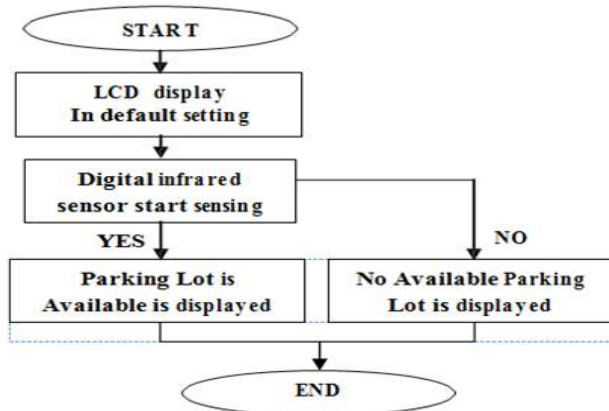 START
LCD display
In default setting
Digital infrared
sensor start sensing
YES
NO
Parking Lot is
Available is displayed
No Available Parking
Lot is displayed
END